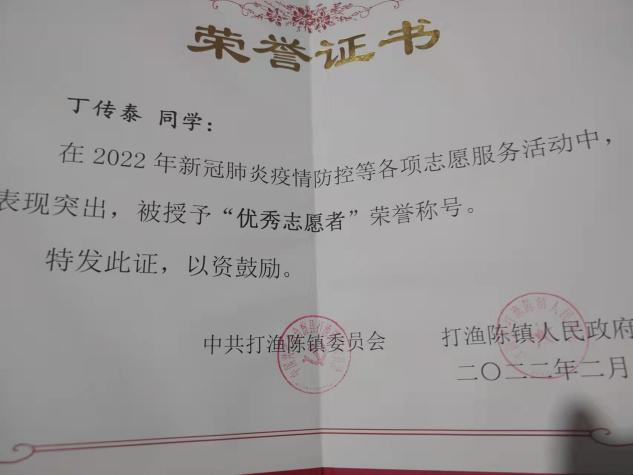 荣誉证书
丁传泰 同学：
在 2022 年新冠肺炎疫情防控等各项志愿服务活动中，
表现突出，被授予“优秀志愿者”荣誉称号。
特发此证，以资鼓励。
中共打渔陈镇委员会
打渔陈镇人民政府
二〇二二年二月